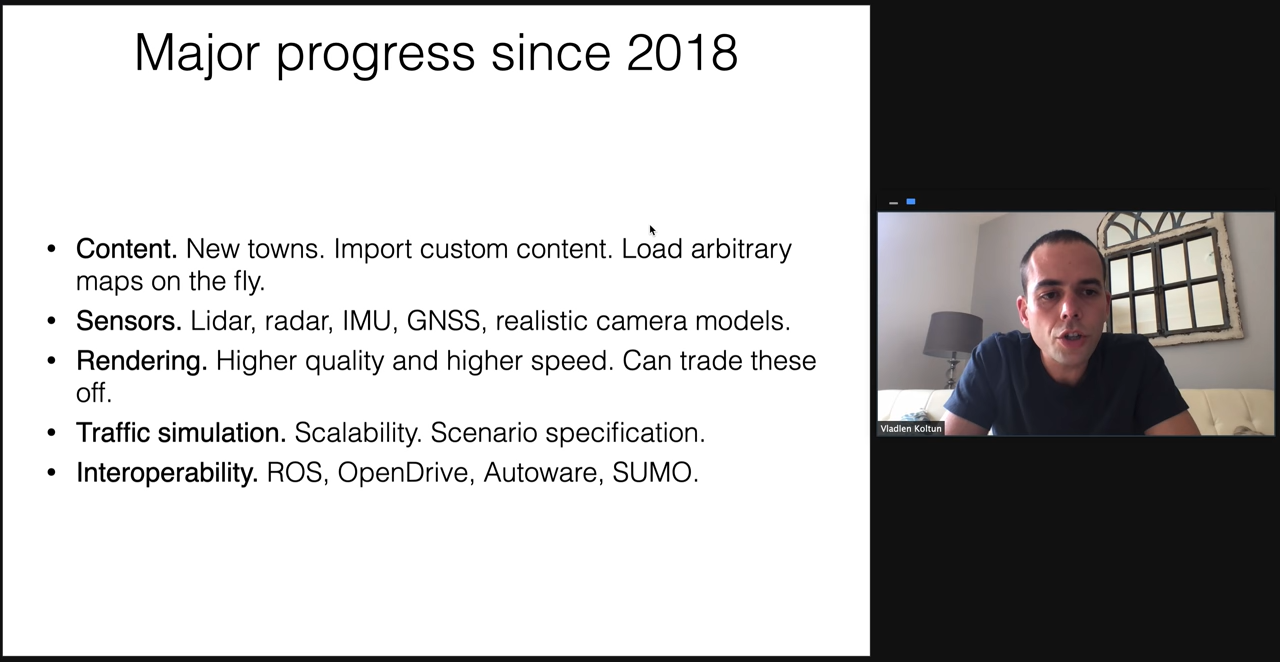 Major progress since 2018
• Content. New towns. Import custom content. Load arbitrary
maps on the fly.
• Sensors. Lidar, radar, IMU, GNSS, realistic camera models.
• Rendering. Higher quality and higher speed. Can trade these
off.
• Traffic simulation. Scalability. Scenario specification.
• Interoperability. ROS, OpenDrive, Autoware, SUMO.
Vladlen Koltun